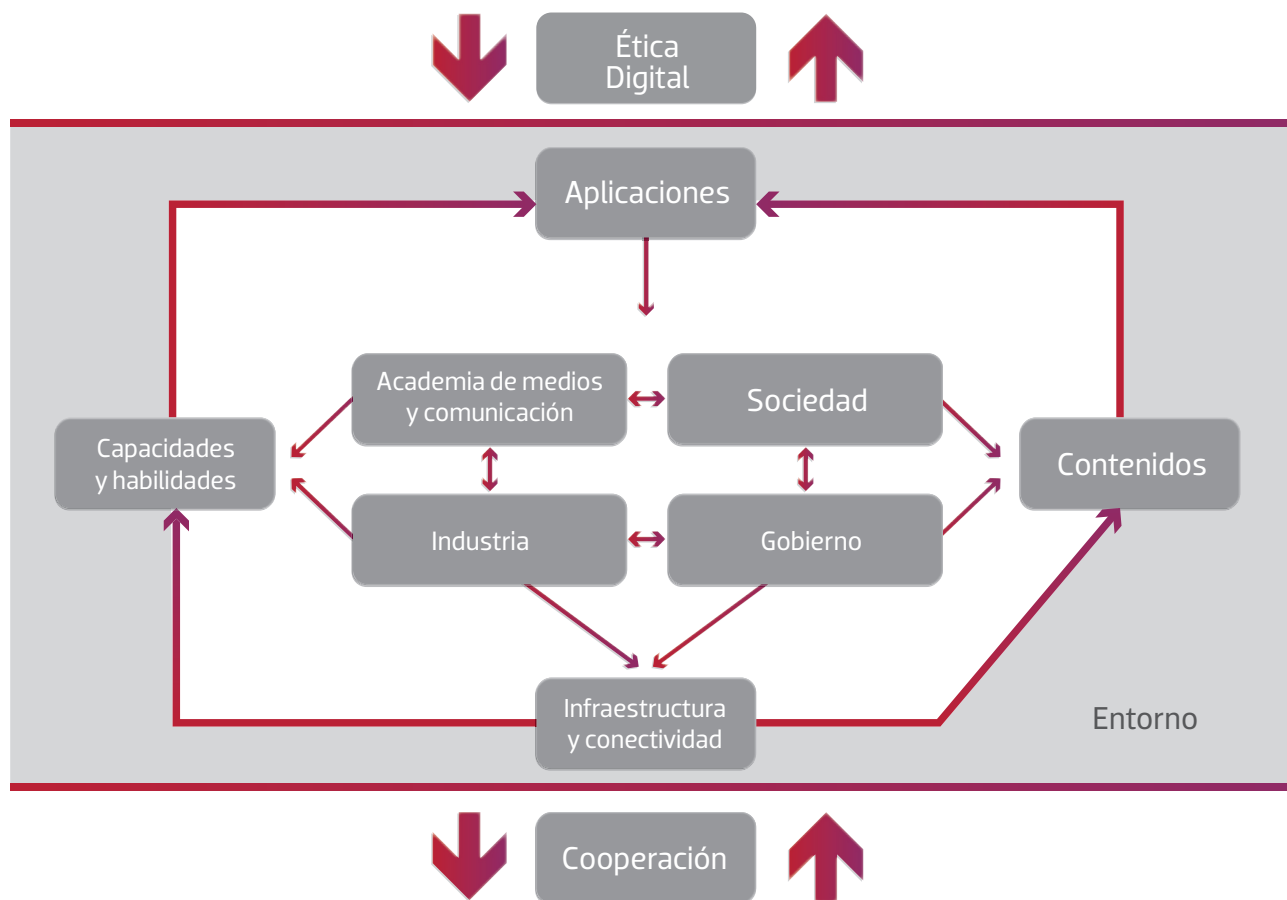 Ética
Digital
Aplicaciones
Academia de medios
y comunicación
Sociedad
Capacidades
y habilidades
Contenidos
Industria
Gobierno
Infraestructura
y conectividad
Entorno
Cooperación